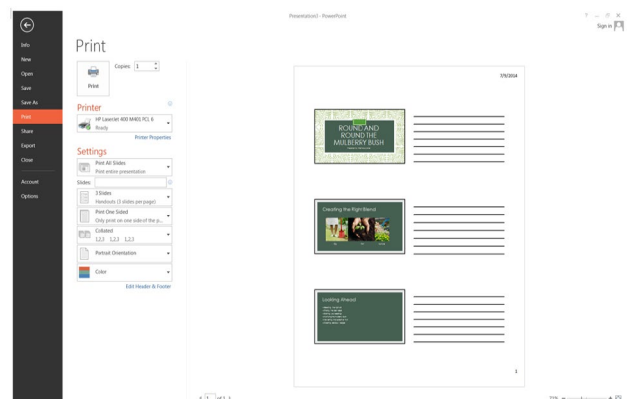 Presentation1 - PowerPoint
?
Sign in
Info
New
Open
Save
Save As
Print
Share
Export
Close
Account
Options
Print
Print
Copies: 1
Printer
HP LaserJet 400 M401 PCL 6
Ready
Printer Properties
Settings
Print All Slides
Print entire presentation
Slides:
3 Slides
Handouts (3 slides per page)
Print One Sided
Only print on one side of the p...
Collated
1,2,3 1,2,3 1,2,3
Portrait Orientation
Color
Edit Header & Footer
7/9/2014
ROUND AND
ROUND THE
MULBERRY BUSH
Creating the Right Blend
Looking Ahead
1
1